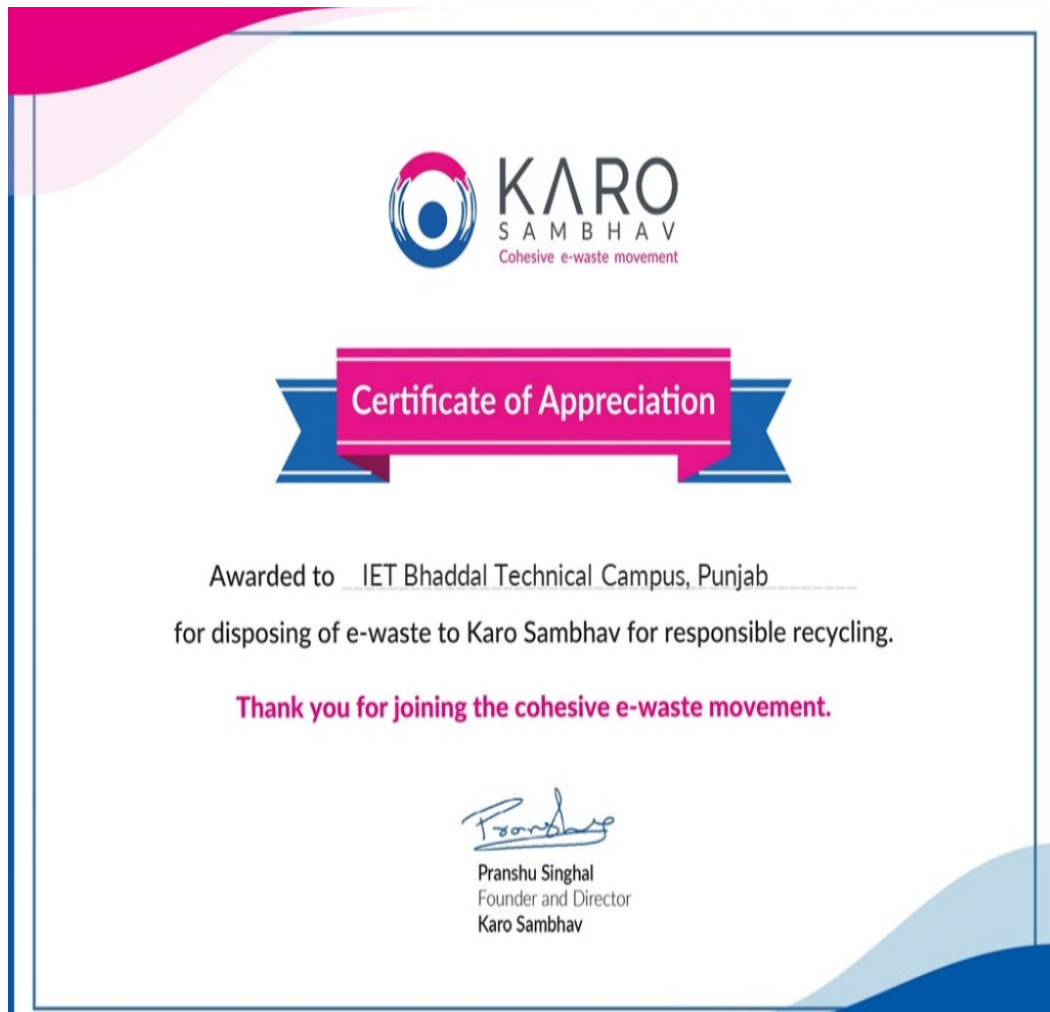 KARO
SAMBHAV
Cohesive e-waste movement
Certificate of Appreciation
Awarded to IET Bhaddal Technical Campus, Punjab
for disposing of e-waste to Karo Sambhav for responsible recycling.
Thank you for joining the cohesive e-waste movement.
Pranshu
Pranshu Singhal
Founder and Director
Karo Sambhav